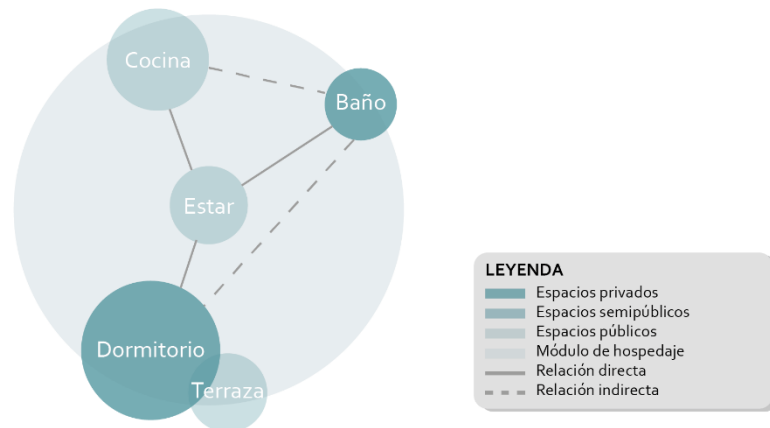 Cocina
Baño
Estar
Dormitorio
Terraza
LEYENDA
Espacios privados
Espacios semipúblicos
Espacios públicos
Módulo de hospedaje
Relación directa
Relación indirecta